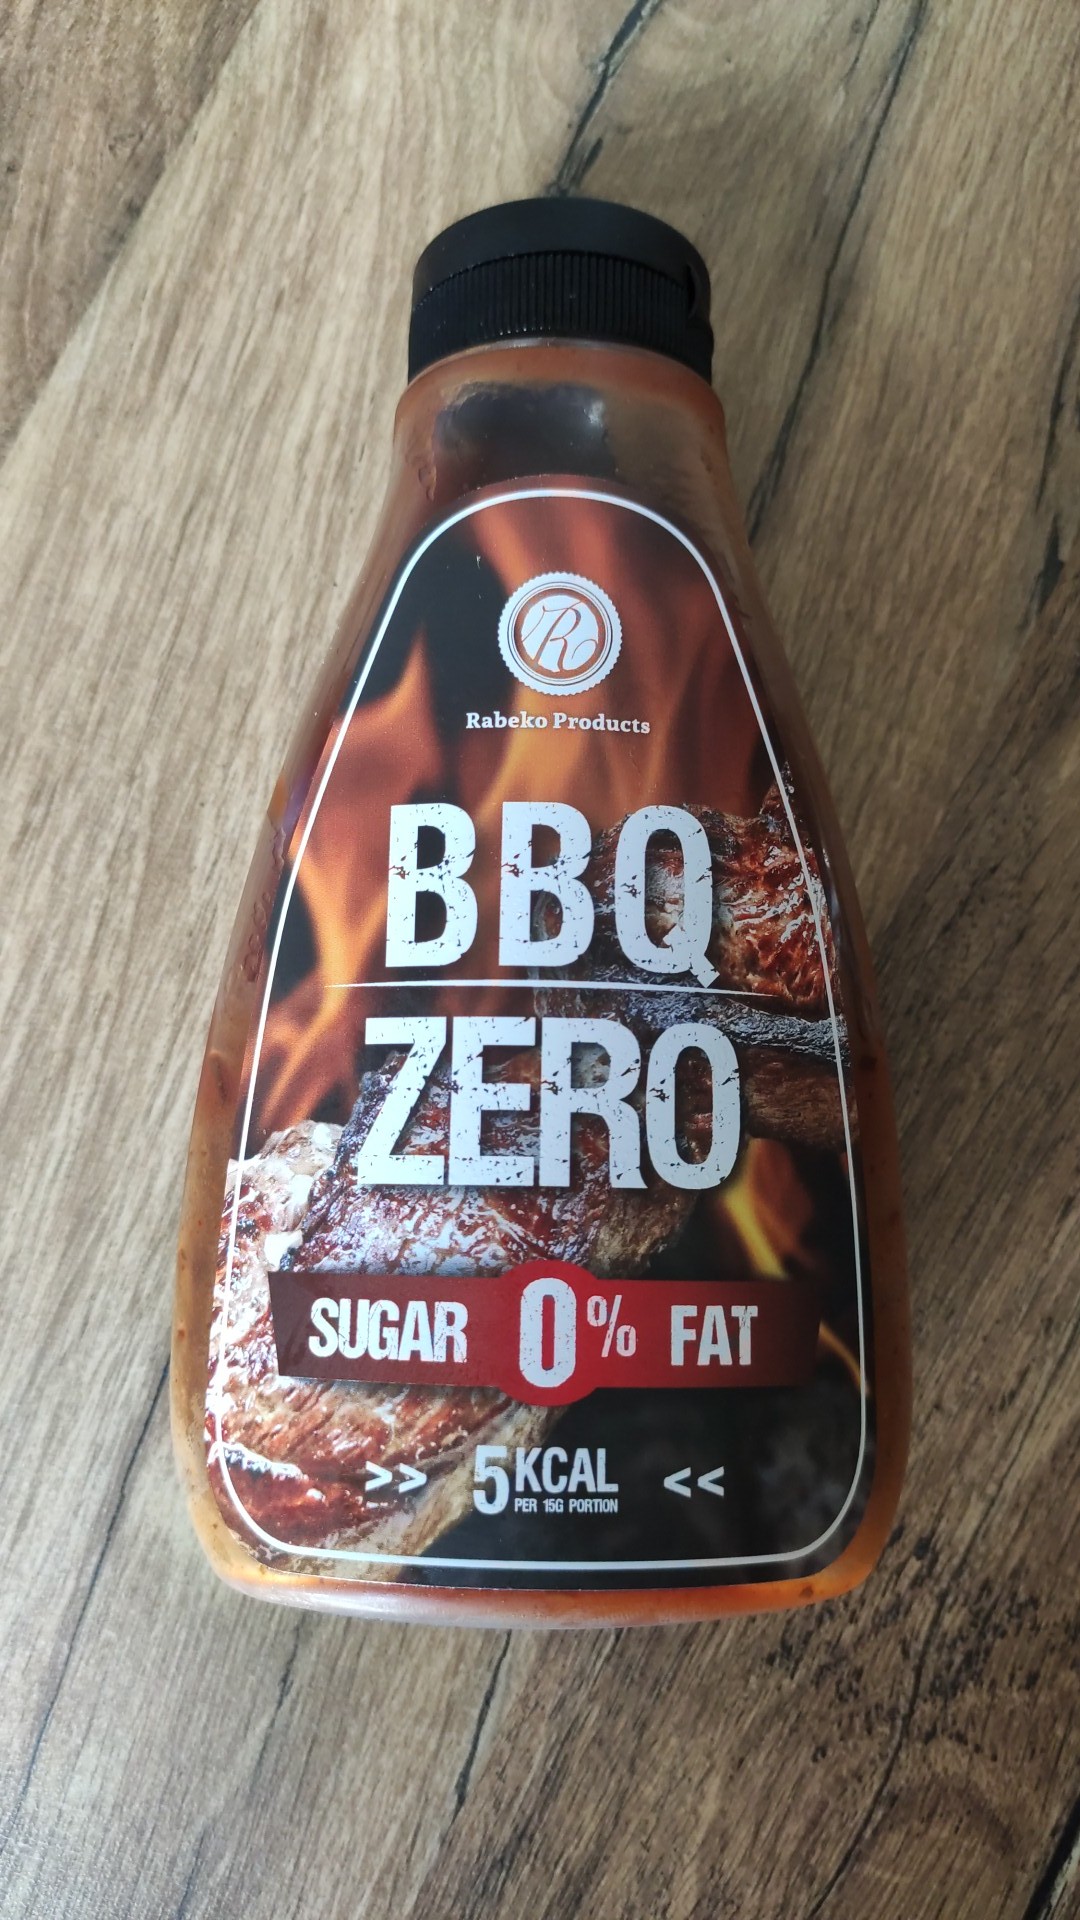 R
Rabeko Products
BBQ
ZERO
SUGAR 0% FAT
>> 5 KCAL <<
PER 15G PORTION